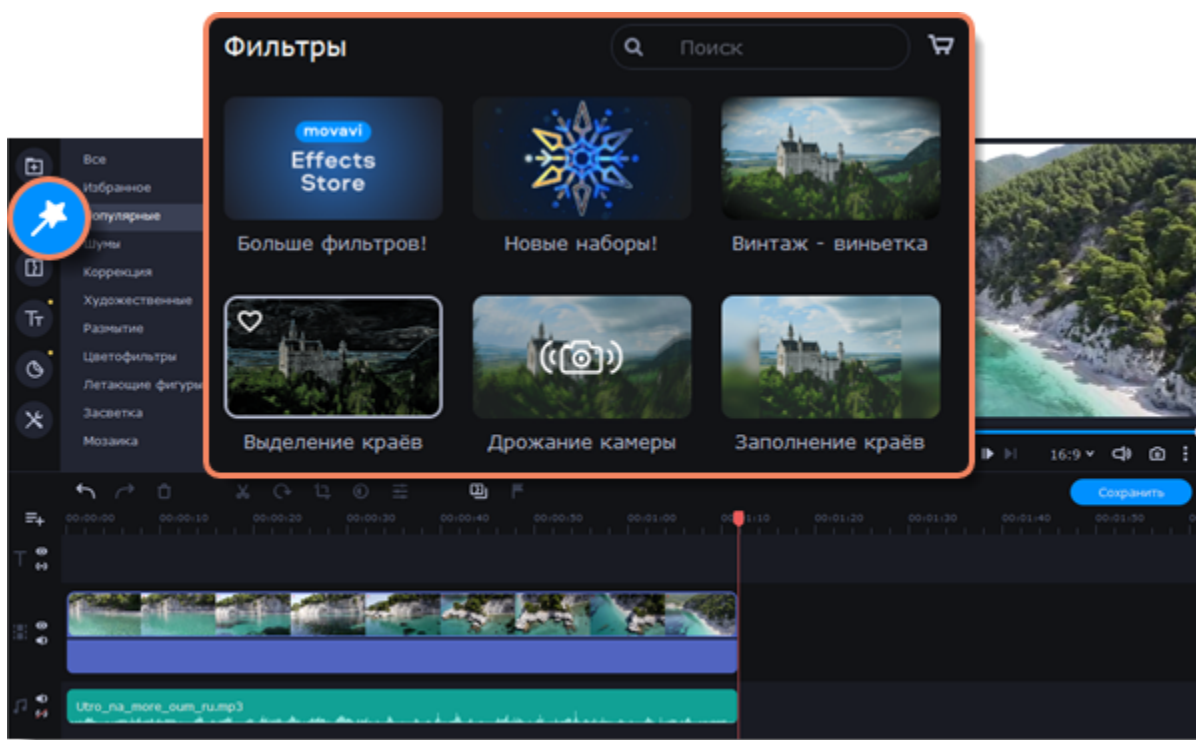 Фильтры
Поиск
movavi
Effects
Store
Больше фильтров!
Новые наборы!
Винтаж - виньетка
Выделение краёв
Дрожание камеры
Заполнение краёв
Все
Избранное
Популярные
Шумы
Коррекция
Художественные
Размытие
Цветофильтры
Летающие фигуры
Засветка
Мозаика
16:9
Сохранить
00:00:00 00:00:10 00:00:20 00:00:30 00:00:40 00:00:50 00:01:00 00:01:10 00:01:20 00:01:30 00:01:40 00:01:50
Utro_na_more_oum_ru.mp3